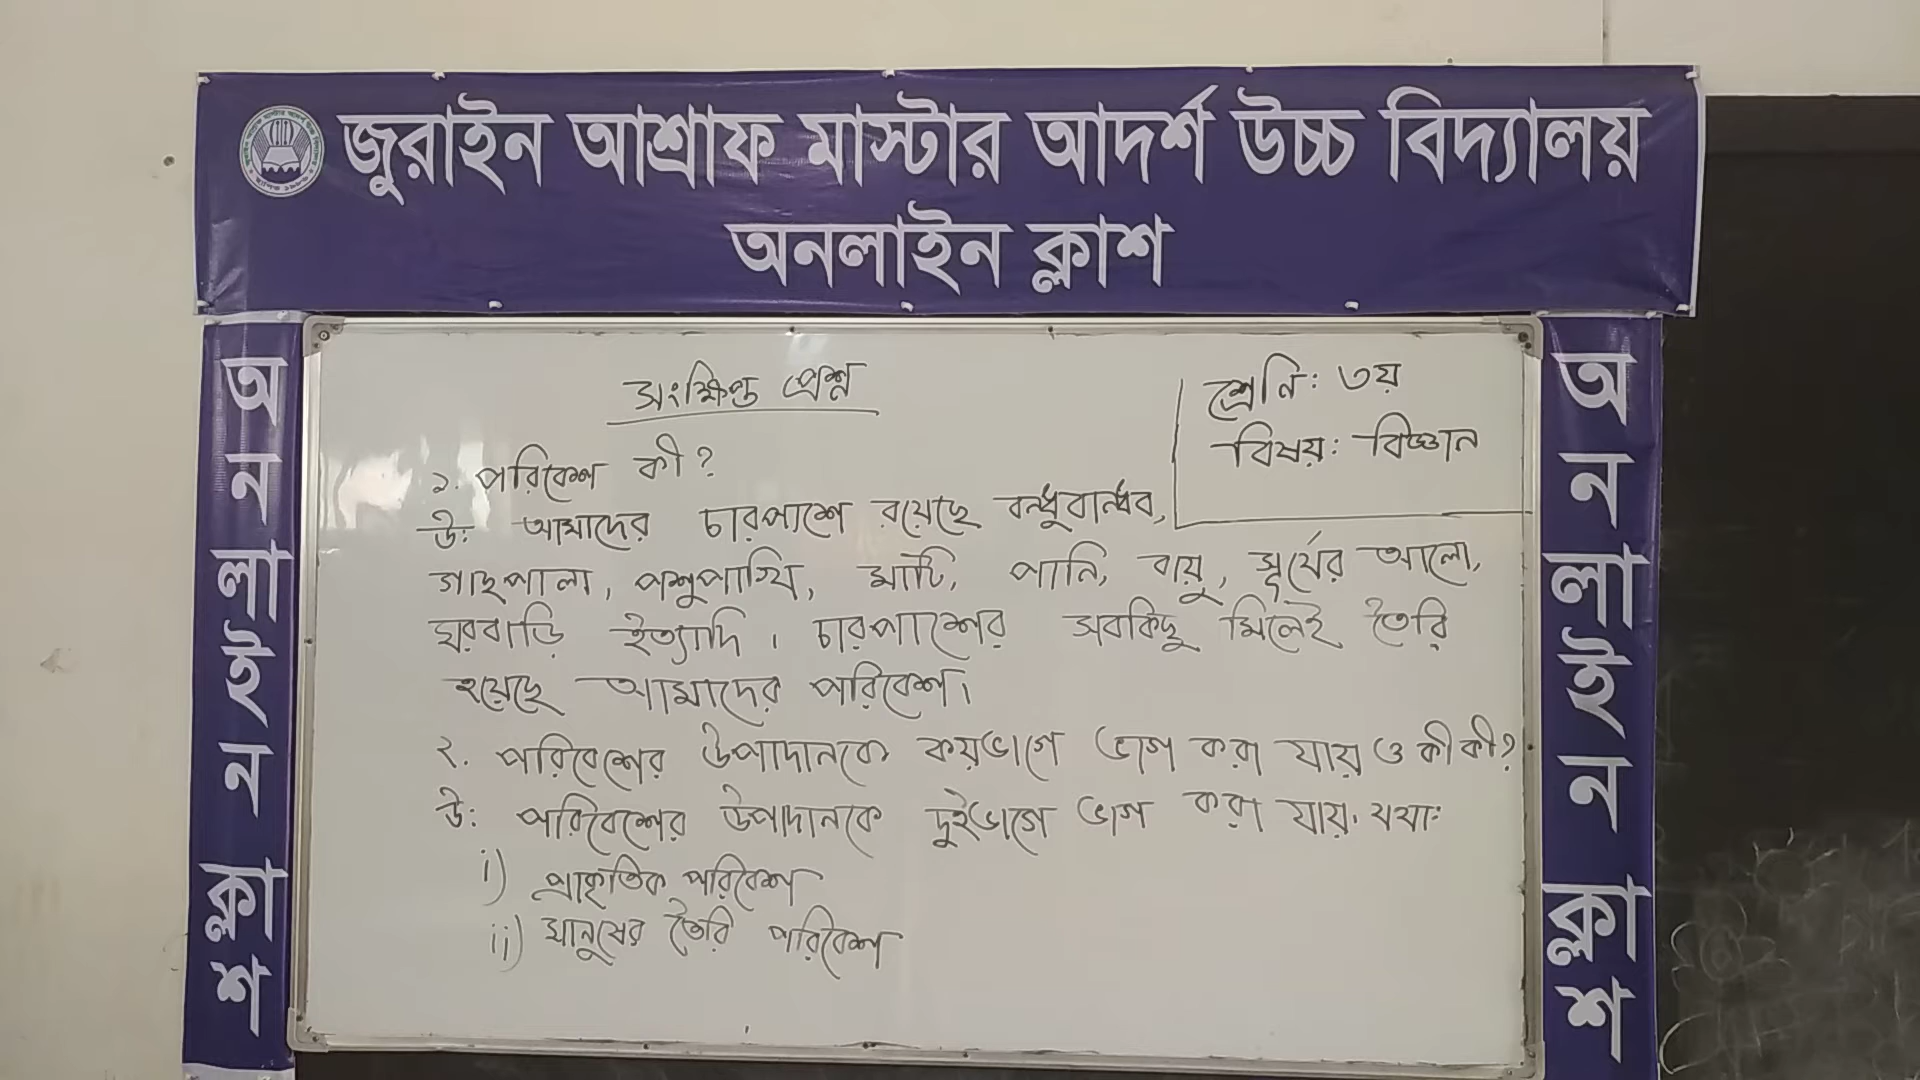 জুরাইন আশ্রাফ মাস্টার আদর্শ উচ্চ বিদ্যালয়
অনলাইন ক্লাশ
অনলাইন ক্লাশ
সংক্ষিপ্ত প্রশ্ন
শ্রেনি: ৩য়
বিষয়: বিজ্ঞান
১. পরিবেশ কী?
উ: আমাদের চারপাশে রয়েছে বন্ধুবান্ধব,
গাছপালা, পশুপাখি, মাটি, পানি, বায়ু, সূর্যের আলো,
ঘরবাড়ি ইত্যাদি। চারপাশের সবকিছু মিলেই তৈরি
হয়েছে আমাদের পরিবেশ।
২. পরিবেশের উপাদানকে কয়ভাগে ভাগ করা যায় ও কী কী?
উ: পরিবেশের উপাদানকে দুইভাগে ভাগ করা যায়. যথা:
i) প্রাকৃতিক পরিবেশ
ii) মানুষের তৈরি পরিবেশ
অনলাইন ক্লাশ